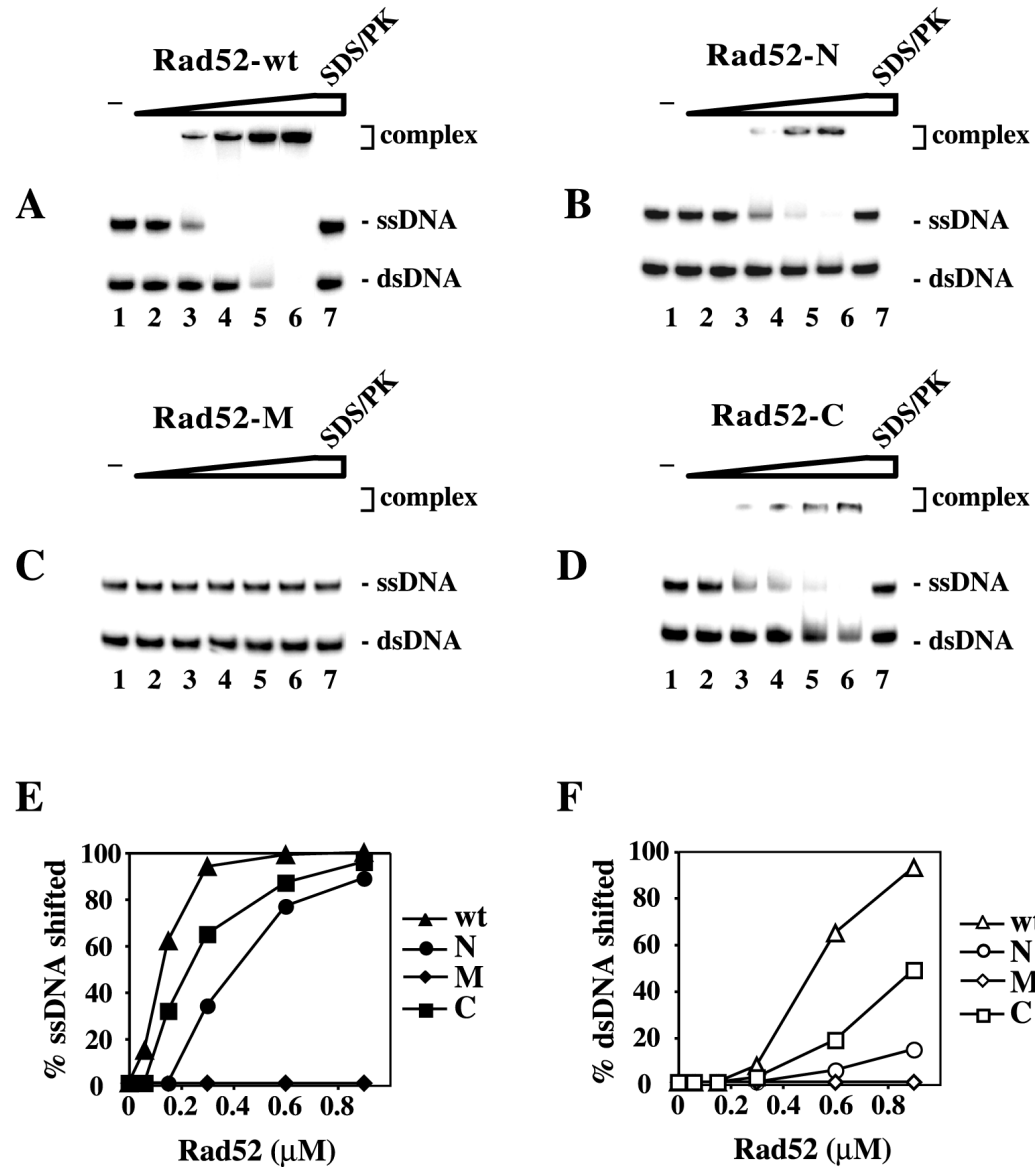 Rad52-wt
SDS/PK
–
complex
A
- ssDNA
- dsDNA
1 2 3 4 5 6 7
Rad52-N
SDS/PK
–
complex
B
- ssDNA
- dsDNA
1 2 3 4 5 6 7
Rad52-M
SDS/PK
–
complex
C
- ssDNA
- dsDNA
1 2 3 4 5 6 7
Rad52-C
SDS/PK
–
complex
D
- ssDNA
- dsDNA
1 2 3 4 5 6 7
E
% ssDNA shifted
100
80
60
40
20
0
0 0.2 0.4 0.6 0.8
Rad52 (μM)
wt
N
M
C
F
% dsDNA shifted
100
80
60
40
20
0
0 0.2 0.4 0.6 0.8
Rad52 (μM)
wt
N
M
C